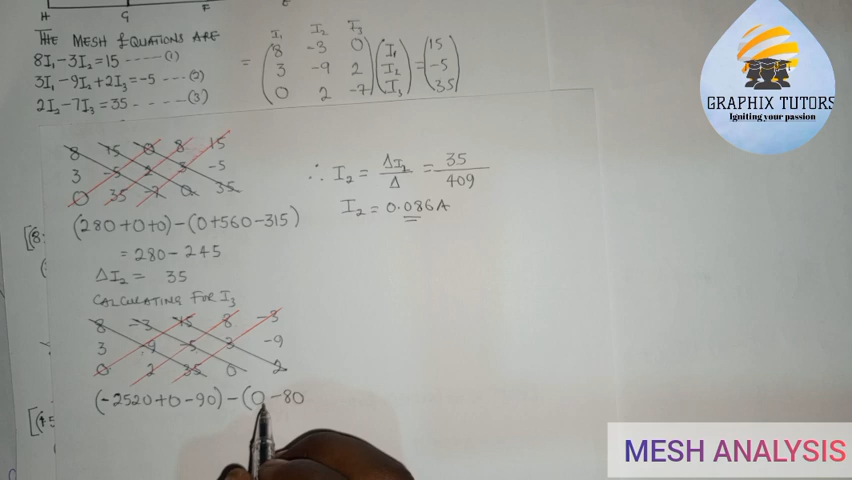 H G F E
THE MESH EQUATIONS ARE
8I₁-3I₂=15 ----- (1)
3I₁-9I₂+2I₃=-5 --- (2)
2I₂-7I₃=35 ----- (3)
I₁ I₂ I₃
= (8 -3 0) (I₁) = (15)
(3 -9 2) (I₂) (-5)
(0 2 -7) (I₃) (35)
GRAPHIX TUTORS
Igniting your passion
8 15 0 8 15
3 -5 2 3 -5
0 35 -7 0 35
(280+0+0)-(0+560-315)
= 280-245
ΔI₂ = 35
∴ I₂ = ΔI₂/Δ = 35/409
I₂ = 0.086A
CALCULATING FOR I₃
8 -3 15 8 -3
3 -9 -5 3 -9
0 2 35 0 2
(-2520+0-90)-(0-80
[(8
[(5
MESH ANALYSIS